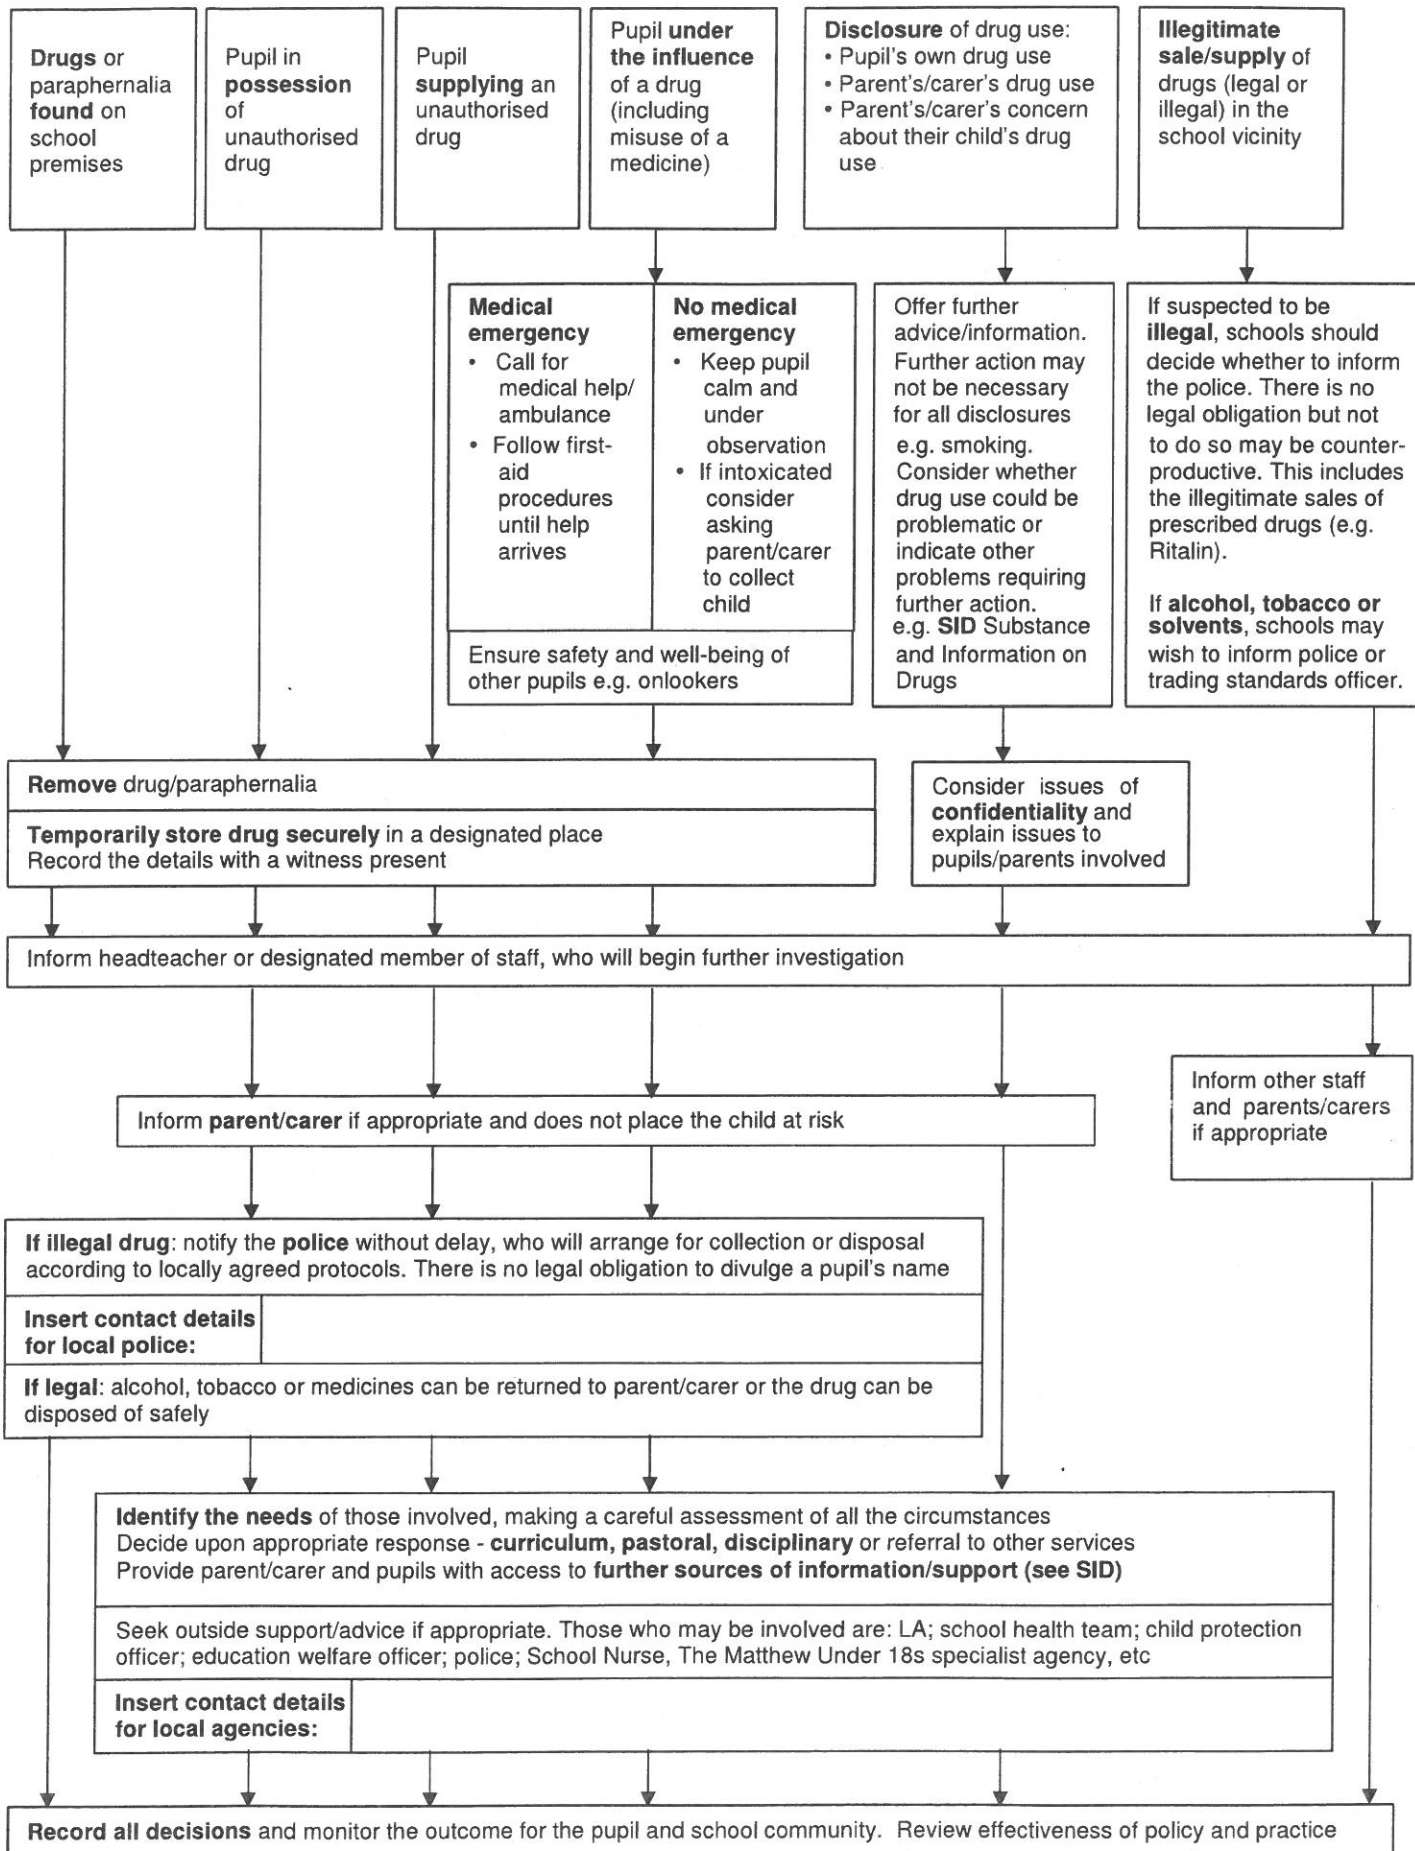 Drugs or
paraphernalia
found on
school
premises
Pupil in
possession
of
unauthorised
drug
Pupil
supplying an
unauthorised
drug
Pupil under
the influence
of a drug
(including
misuse of a
medicine)
Disclosure of drug use:
• Pupil's own drug use
• Parent's/carer's drug use
• Parent's/carer's concern
about their child's drug
use
Illegitimate
sale/supply of
drugs (legal or
illegal) in the
school vicinity
Medical
emergency
• Call for
medical help/
ambulance
• Follow first-
aid
procedures
until help
arrives
No medical
emergency
• Keep pupil
calm and
under
observation
• If intoxicated
consider
asking
parent/carer
to collect
child
Ensure safety and well-being of
other pupils e.g. onlookers
Offer further
advice/information.
Further action may
not be necessary
for all disclosures
e.g. smoking.
Consider whether
drug use could be
problematic or
indicate other
problems requiring
further action.
e.g. SID Substance
and Information on
Drugs
If suspected to be
illegal, schools should
decide whether to inform
the police. There is no
legal obligation but not
to do so may be counter-
productive. This includes
the illegitimate sales of
prescribed drugs (e.g.
Ritalin).
If alcohol, tobacco or
solvents, schools may
wish to inform police or
trading standards officer.
Remove drug/paraphernalia
Temporarily store drug securely in a designated place
Record the details with a witness present
Consider issues of
confidentiality and
explain issues to
pupils/parents involved
Inform headteacher or designated member of staff, who will begin further investigation
Inform parent/carer if appropriate and does not place the child at risk
Inform other staff
and parents/carers
if appropriate
If illegal drug: notify the police without delay, who will arrange for collection or disposal
according to locally agreed protocols. There is no legal obligation to divulge a pupil's name
Insert contact details
for local police:
If legal: alcohol, tobacco or medicines can be returned to parent/carer or the drug can be
disposed of safely
Identify the needs of those involved, making a careful assessment of all the circumstances
Decide upon appropriate response - curriculum, pastoral, disciplinary or referral to other services
Provide parent/carer and pupils with access to further sources of information/support (see SID)
Seek outside support/advice if appropriate. Those who may be involved are: LA; school health team; child protection
officer; education welfare officer; police; School Nurse, The Matthew Under 18s specialist agency, etc
Insert contact details
for local agencies:
Record all decisions and monitor the outcome for the pupil and school community. Review effectiveness of policy and practice